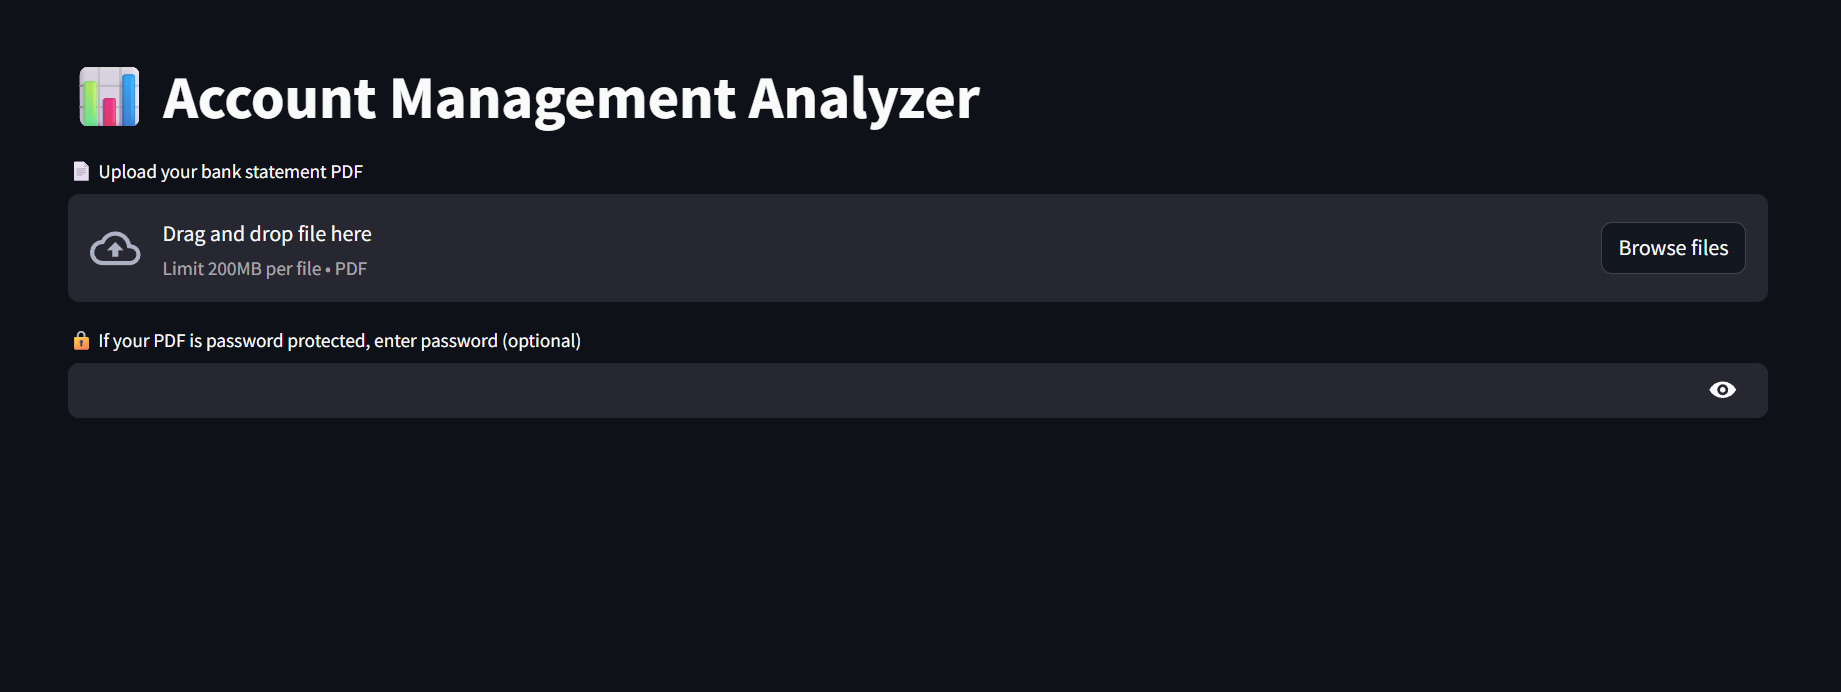 Account Management Analyzer
Upload your bank statement PDF
Drag and drop file here
Limit 200MB per file • PDF
Browse files
If your PDF is password protected, enter password (optional)